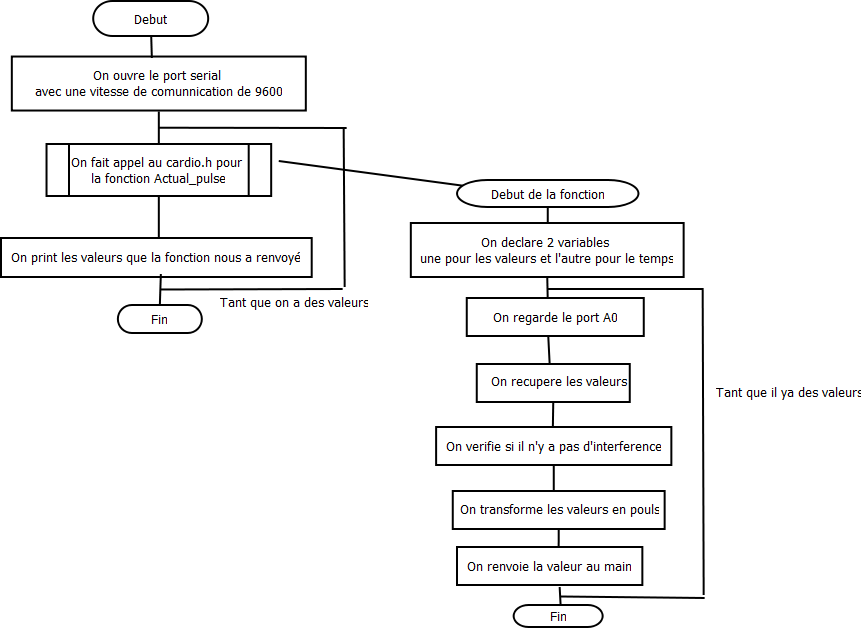 Debut
On ouvre le port serial
avec une vitesse de comunnication de 9600
On fait appel au cardio.h pour
la fonction Actual_pulse
On print les valeurs que la fonction nous a renvoyé
Tant que on a des valeurs
Fin
Debut de la fonction
On declare 2 variables
une pour les valeurs et l'autre pour le temps
On regarde le port A0
On recupere les valeurs
Tant que il ya des valeurs
On verifie si il n'y a pas d'interference
On transforme les valeurs en pouls
On renvoie la valeur au main
Fin